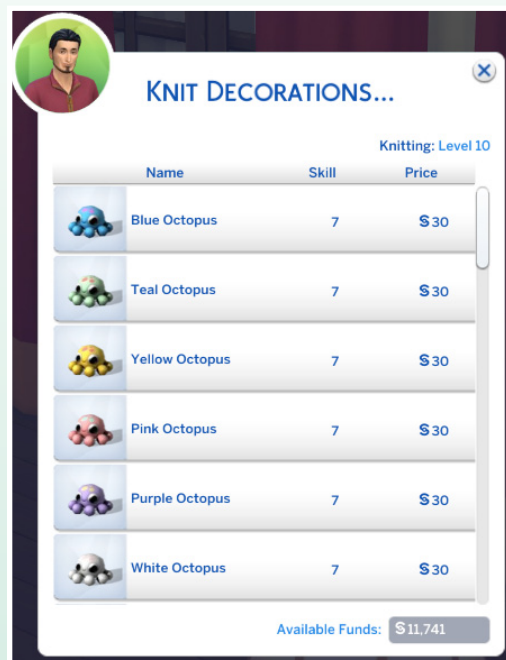 KNIT DECORATIONS...
Knitting: Level 10
Name Skill Price
Blue Octopus 7 §30
Teal Octopus 7 §30
Yellow Octopus 7 §30
Pink Octopus 7 §30
Purple Octopus 7 §30
White Octopus 7 §30
Available Funds: §11,741